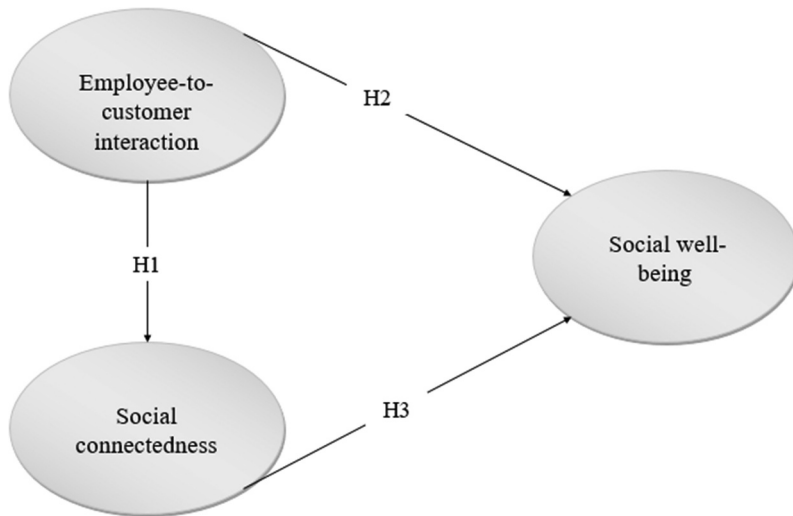 Employee-to-
customer
interaction
H2
Social well-
being
H1
Social
connectedness
H3